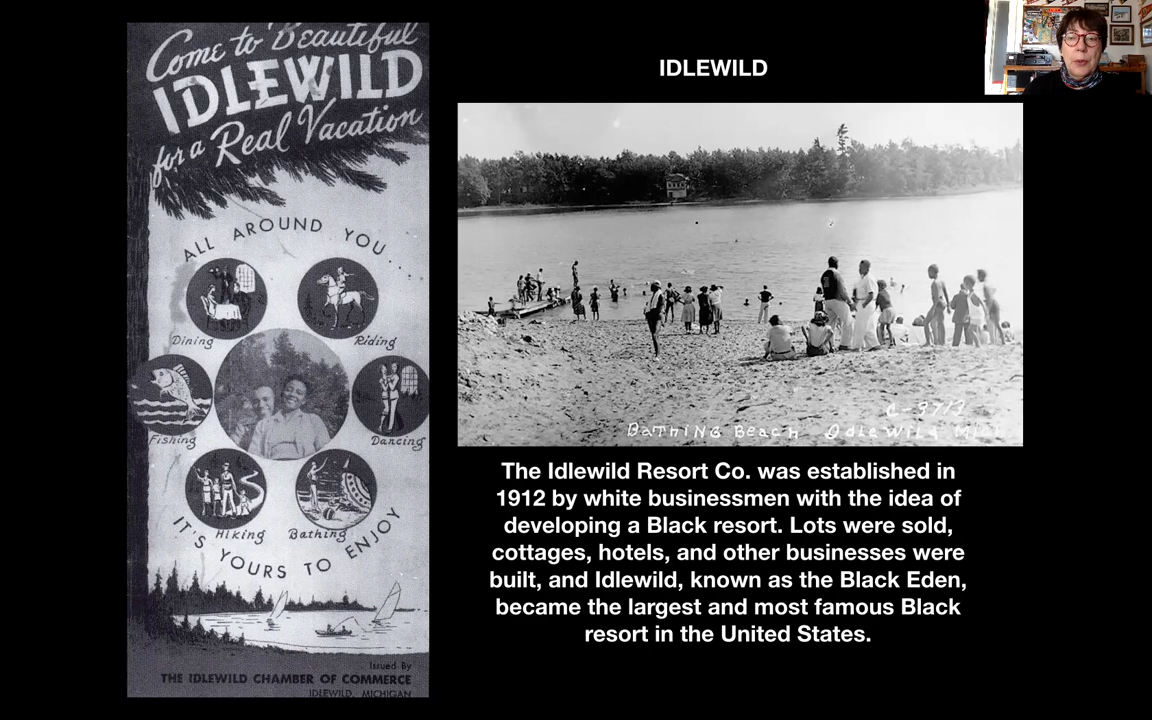 Come to Beautiful
IDLEWILD
for a Real Vacation
ALL AROUND YOU....
Dining
Riding
Fishing
Dancing
Hiking
Bathing
IT'S YOURS TO ENJOY
Issued By
THE IDLEWILD CHAMBER OF COMMERCE
IDLEWILD, MICHIGAN
IDLEWILD
C-3713
BATHING BEACH IDLEWILD MICH
The Idlewild Resort Co. was established in
1912 by white businessmen with the idea of
developing a Black resort. Lots were sold,
cottages, hotels, and other businesses were
built, and Idlewild, known as the Black Eden,
became the largest and most famous Black
resort in the United States.